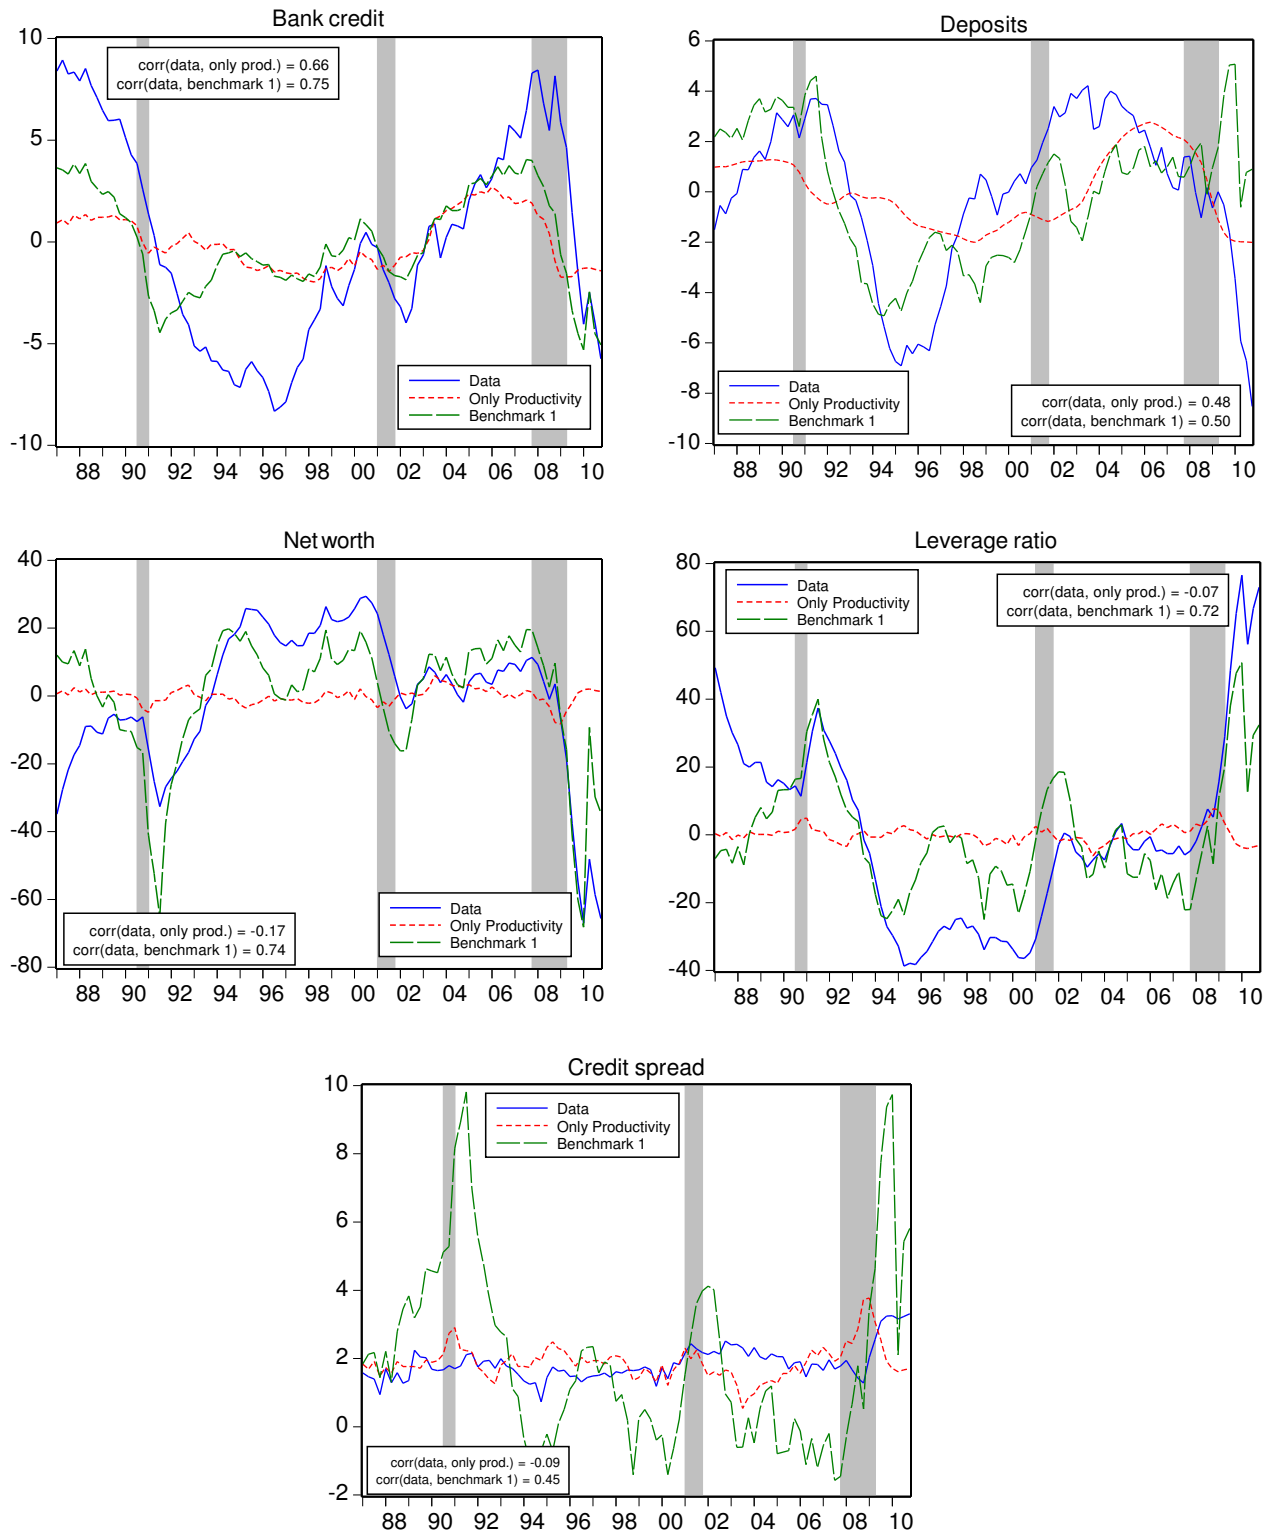 Bank credit
10
5
0
-5
-10
corr(data, only prod.) = 0.66
corr(data, benchmark 1) = 0.75
Data
Only Productivity
Benchmark 1
88 90 92 94 96 98 00 02 04 06 08 10
Deposits
6
4
2
0
-2
-4
-6
-8
-10
Data
Only Productivity
Benchmark 1
corr(data, only prod.) = 0.48
corr(data, benchmark 1) = 0.50
88 90 92 94 96 98 00 02 04 06 08 10
Net worth
40
20
0
-20
-40
-60
-80
corr(data, only prod.) = -0.17
corr(data, benchmark 1) = 0.74
Data
Only Productivity
Benchmark 1
88 90 92 94 96 98 00 02 04 06 08 10
Leverage ratio
80
60
40
20
0
-20
-40
Data
Only Productivity
Benchmark 1
corr(data, only prod.) = -0.07
corr(data, benchmark 1) = 0.72
88 90 92 94 96 98 00 02 04 06 08 10
Credit spread
10
8
6
4
2
0
-2
Data
Only Productivity
Benchmark 1
corr(data, only prod.) = -0.09
corr(data, benchmark 1) = 0.45
88 90 92 94 96 98 00 02 04 06 08 10